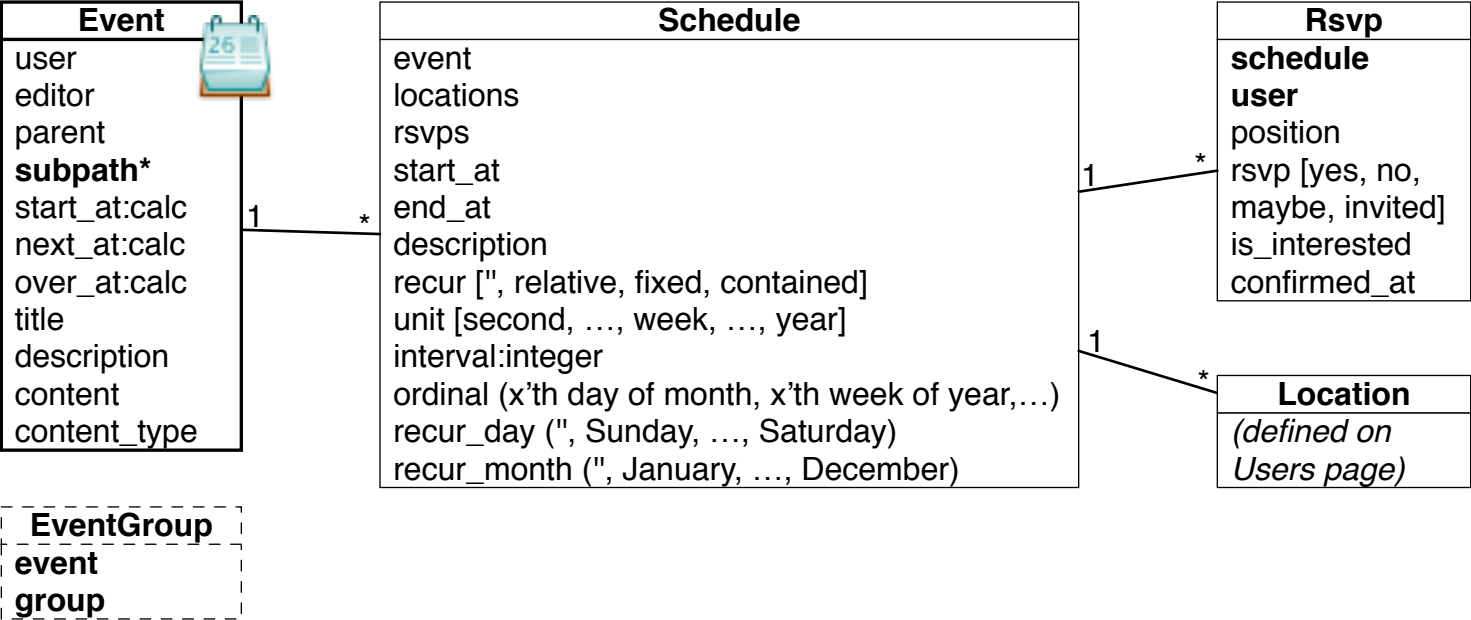 Event
26
user
editor
parent
subpath*
start_at:calc
next_at:calc
over_at:calc
title
description
content
content_type
1
*
Schedule
event
locations
rsvps
start_at
end_at
description
recur ['', relative, fixed, contained]
unit [second, …, week, …, year]
interval:integer
ordinal (x’th day of month, x’th week of year,…)
recur_day ('', Sunday, …, Saturday)
recur_month ('', January, …, December)
1
*
1
*
Rsvp
schedule
user
position
rsvp [yes, no,
maybe, invited]
is_interested
confirmed_at
Location
(defined on
Users page)
EventGroup
event
group